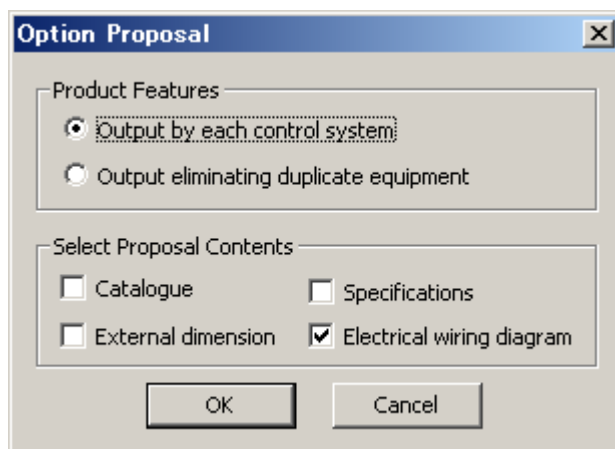 Option Proposal
Product Features
Output by each control system
Output eliminating duplicate equipment
Select Proposal Contents
Catalogue
Specifications
External dimension
Electrical wiring diagram
OK
Cancel